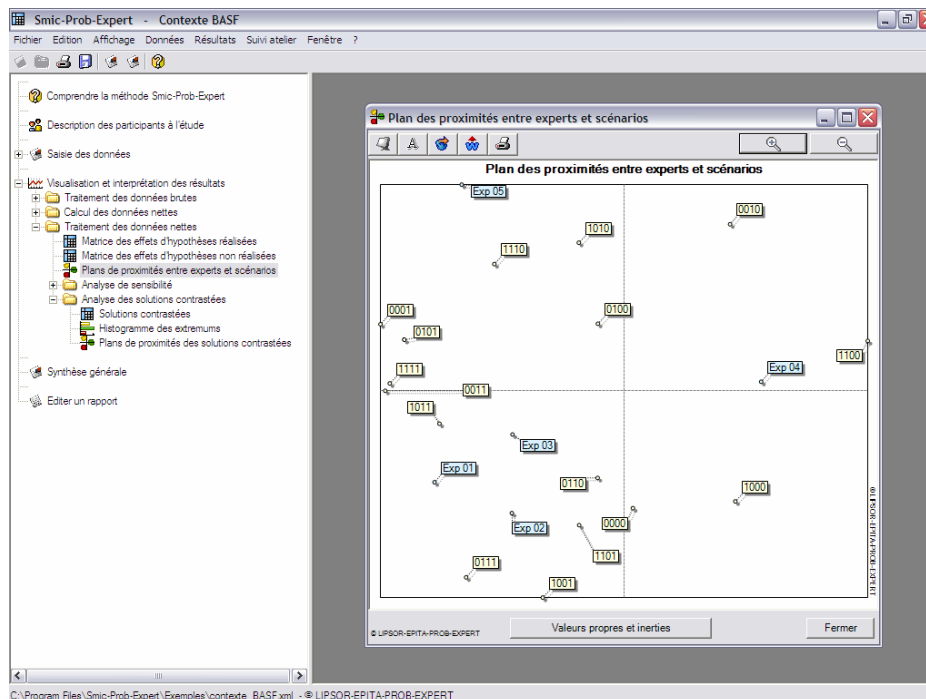 Smic-Prob-Expert - Contexte BASF
Fichier Edition Affichage Données Résultats Suivi atelier Fenêtre ?
Comprendre la méthode Smic-Prob-Expert
Description des participants à l'étude
Saisie des données
Visualisation et interprétation des résultats
Traitement des données brutes
Calcul des données nettes
Traitement des données nettes
Matrice des effets d'hypothèses réalisées
Matrice des effets d'hypothèses non réalisées
Plans de proximités entre experts et scénarios
Analyse de sensibilité
Analyse des solutions contrastées
Solutions contrastées
Histogramme des extremums
Plans de proximités des solutions contrastées
Synthèse générale
Editer un rapport
Plan des proximités entre experts et scénarios
A
Plan des proximités entre experts et scénarios
Exp 05
0010
1010
1110
0001
0100
0101
1100
1111
Exp 04
0011
1011
Exp 03
Exp 01
0110
1000
0000
Exp 02
1101
0111
1001
©LIPSOR-EPITA-PROB-EXPERT
© LIPSOR-EPITA-PROB-EXPERT
Valeurs propres et inerties
Fermer
C:\Program Files\Smic-Prob-Expert\Exemples\contexte_BASF.xml - © LIPSOR-EPITA-PROB-EXPERT